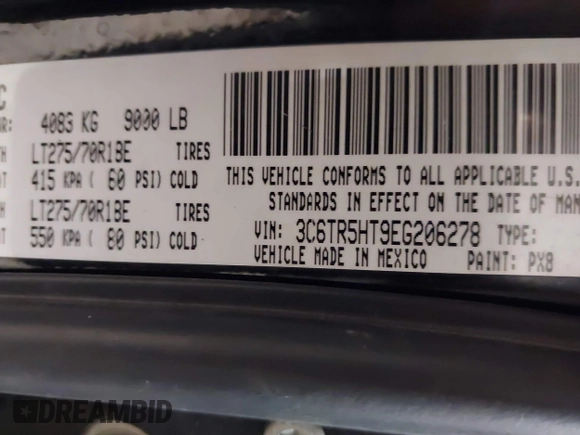 C
R: 4083 KG 9000 LB
H LT275/70R18E TIRES
T 415 KPA ( 60 PSI) COLD
H LT275/70R18E TIRES
T 550 KPA ( 80 PSI) COLD
THIS VEHICLE CONFORMS TO ALL APPLICABLE U.S.
STANDARDS IN EFFECT ON THE DATE OF MAN
VIN: 3C6TR5HT9EG206278 TYPE:
VEHICLE MADE IN MEXICO PAINT: PX8
DREAMBID